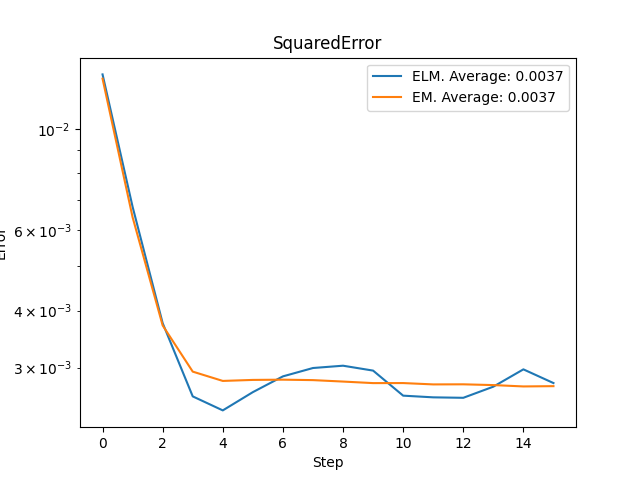 SquaredError
ELM. Average: 0.0037
EM. Average: 0.0037
10⁻²
6 × 10⁻³
4 × 10⁻³
3 × 10⁻³
Error
0 2 4 6 8 10 12 14
Step